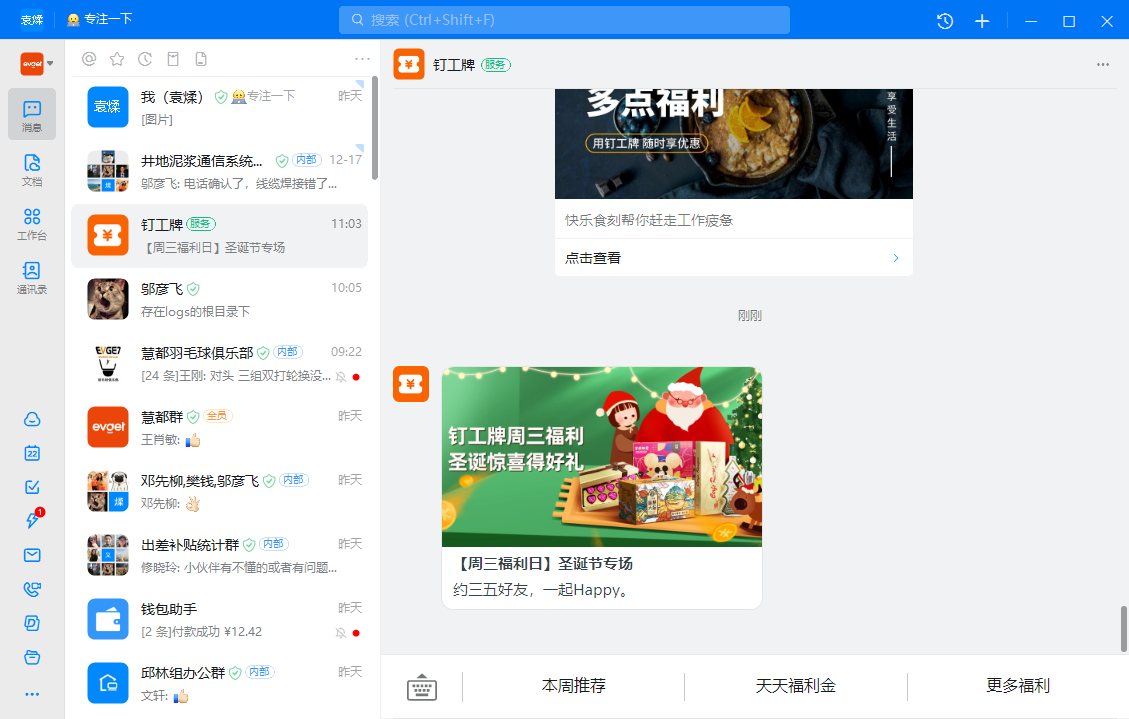 袁煣
专注一下
搜索 (Ctrl+Shift+F)
evget
消息
文档
工作台
通讯录
22
1
袁煣
我（袁煣）
专注一下
昨天
[图片]
井地泥浆通信系统...
内部
12-17
邬彦飞: 电话确认了，线缆焊接错了...
钉工牌
服务
11:03
【周三福利日】圣诞节专场
邬彦飞
10:05
存在logs的根目录下
慧都羽毛球俱乐部
内部
09:22
[24 条]王刚: 对头 三组双打轮换没...
evget
慧都群
全员
昨天
王肖敏:
邓先柳,樊钱,邬彦飞
内部
昨天
邓先柳:
出差补贴统计群
内部
昨天
修晓玲: 小伙伴有不懂的或者有问题...
钱包助手
昨天
[2 条]付款成功 ¥12.42
邱林组办公群
内部
昨天
文轩:
钉工牌
服务
多点福利
用钉工牌 随时享优惠
享受生活
快乐食刻帮你赶走工作疲惫
点击查看
刚刚
钉工牌周三福利
圣诞惊喜得好礼
【周三福利日】圣诞节专场
约三五好友，一起Happy。
本周推荐
天天福利金
更多福利